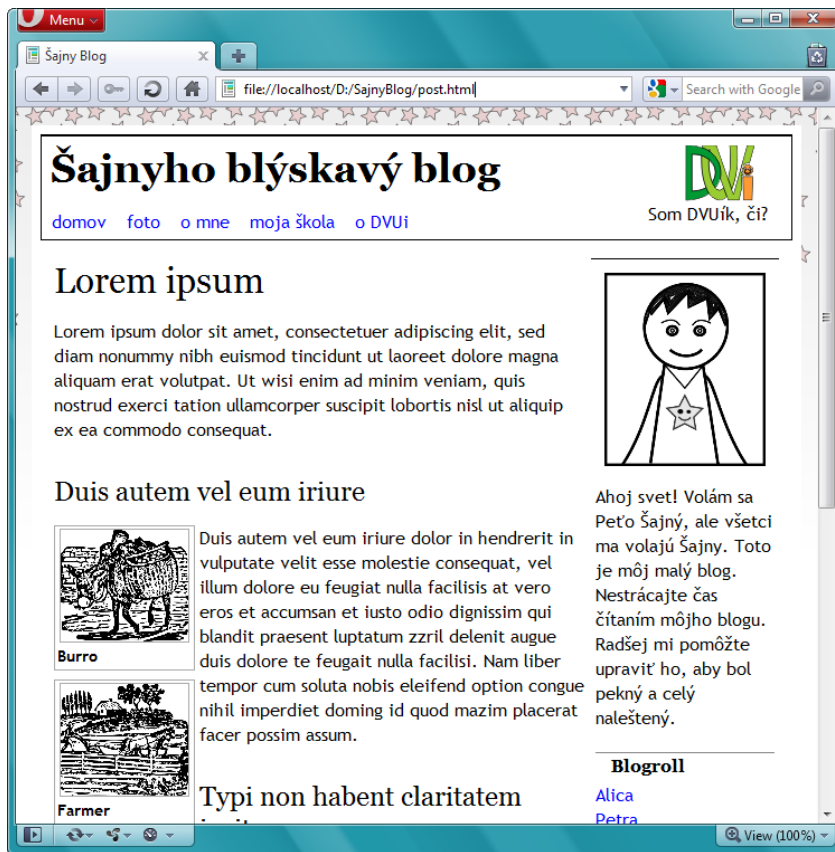 Menu
Šajny Blog
file://localhost/D:/SajnyBlog/post.html
Search with Google
Šajnyho blýskavý blog
DVUi
Som DVUík, či?
domov foto o mne moja škola o DVUi
Lorem ipsum
Lorem ipsum dolor sit amet, consectetuer adipiscing elit, sed
diam nonummy nibh euismod tincidunt ut laoreet dolore magna
aliquam erat volutpat. Ut wisi enim ad minim veniam, quis
nostrud exerci tation ullamcorper suscipit lobortis nisl ut aliquip
ex ea commodo consequat.
Duis autem vel eum iriure
Burro
Farmer
Duis autem vel eum iriure dolor in hendrerit in
vulputate velit esse molestie consequat, vel
illum dolore eu feugiat nulla facilisis at vero
eros et accumsan et iusto odio dignissim qui
blandit praesent luptatum zzril delenit augue
duis dolore te feugait nulla facilisi. Nam liber
tempor cum soluta nobis eleifend option congue
nihil imperdiet doming id quod mazim placerat
facer possim assum.
Typi non habent claritatem
Ahoj svet! Volám sa
Peťo Šajný, ale všetci
ma volajú Šajny. Toto
je môj malý blog.
Nestrácajte čas
čítaním môjho blogu.
Radšej mi pomôžte
upraviť ho, aby bol
pekný a celý
naleštený.
Blogroll
Alica
Petra
View (100%)